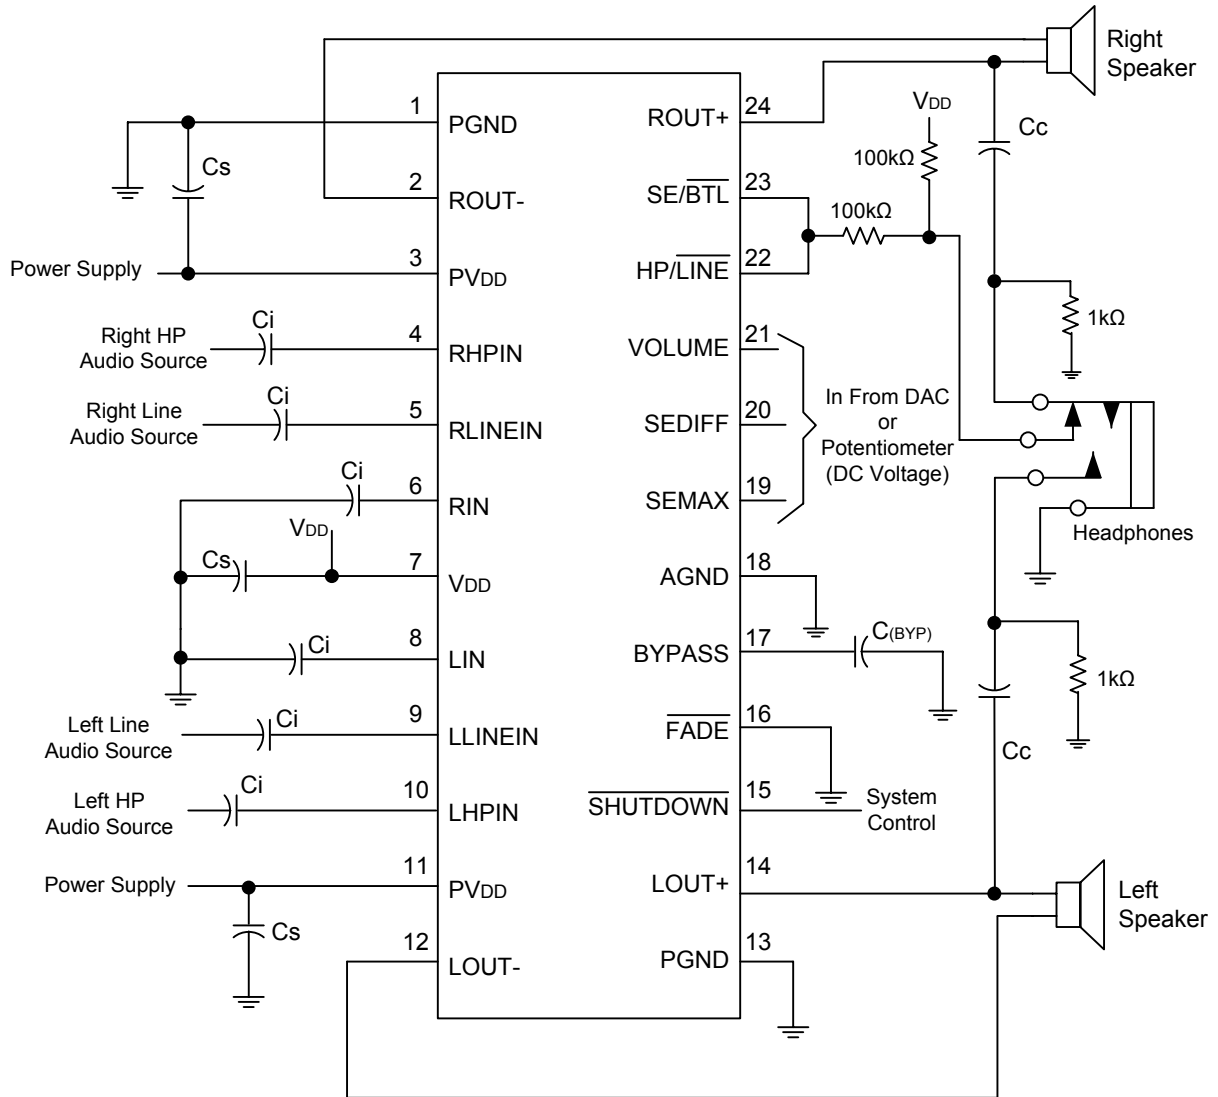 Right
Speaker
1
PGND
ROUT+
24
VDD
Cc
Cs
100kΩ
2
ROUT-
SE/BTL
23
100kΩ
Power Supply
3
PVDD
HP/LINE
22
1kΩ
Right HP
Audio Source
Ci
4
RHPIN
VOLUME
21
Right Line
Audio Source
Ci
5
RLINEIN
SEDIFF
20
In From DAC
or
Potentiometer
(DC Voltage)
Ci
6
RIN
SEMAX
19
Headphones
VDD
Cs
7
VDD
AGND
18
Ci
8
LIN
BYPASS
17
C(BYP)
1kΩ
Left Line
Audio Source
Ci
9
LLINEIN
FADE
16
Cc
Left HP
Audio Source
Ci
10
LHPIN
SHUTDOWN
15
System
Control
Power Supply
11
PVDD
LOUT+
14
Left
Speaker
Cs
12
LOUT-
PGND
13